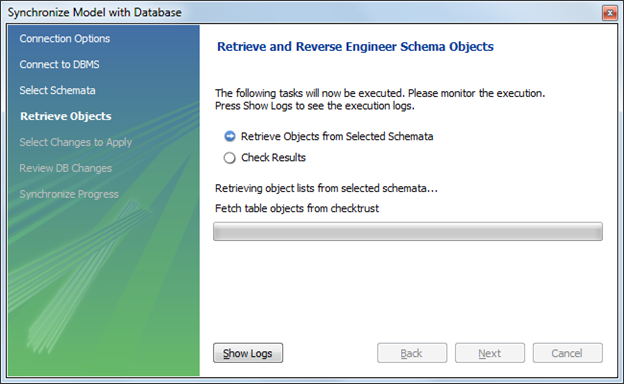 Synchronize Model with Database
Connection Options
Connect to DBMS
Select Schemata
Retrieve Objects
Select Changes to Apply
Review DB Changes
Synchronize Progress
Retrieve and Reverse Engineer Schema Objects
The following tasks will now be executed. Please monitor the execution.
Press Show Logs to see the execution logs.
Retrieve Objects from Selected Schemata
Check Results
Retrieving object lists from selected schemata...
Fetch table objects from checktrust
Show Logs
Back
Next
Cancel